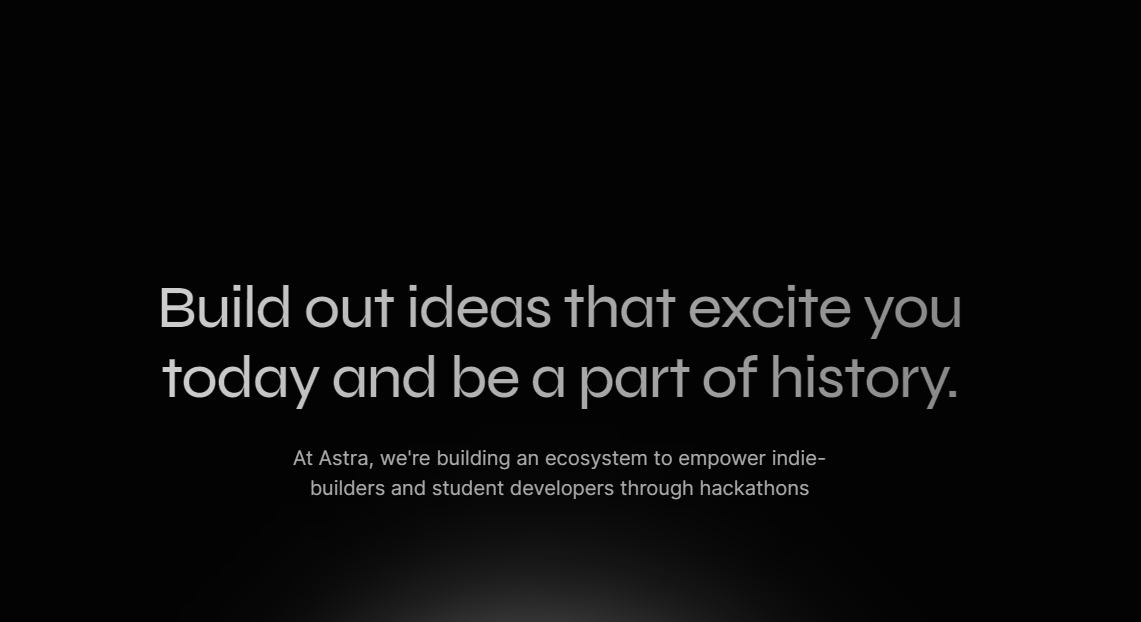 Build out ideas that excite you
today and be a part of history.
At Astra, we're building an ecosystem to empower indie-
builders and student developers through hackathons